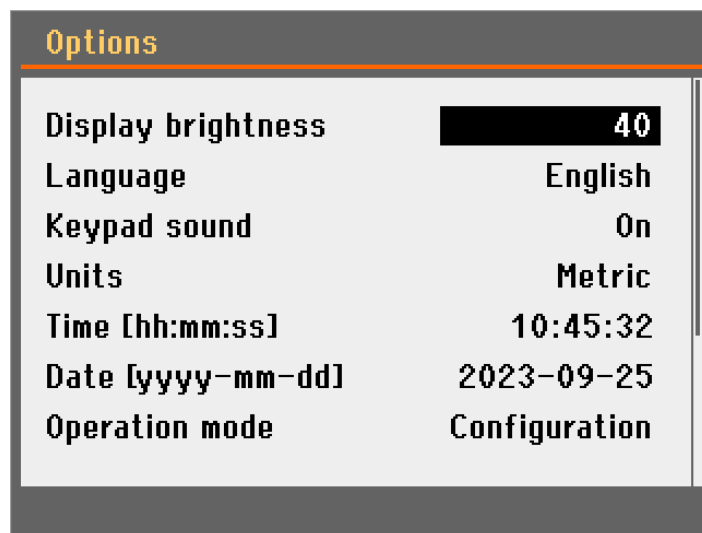 Options
Display brightness 40
Language English
Keypad sound On
Units Metric
Time [hh:mm:ss] 10:45:32
Date [yyyy-mm-dd] 2023-09-25
Operation mode Configuration